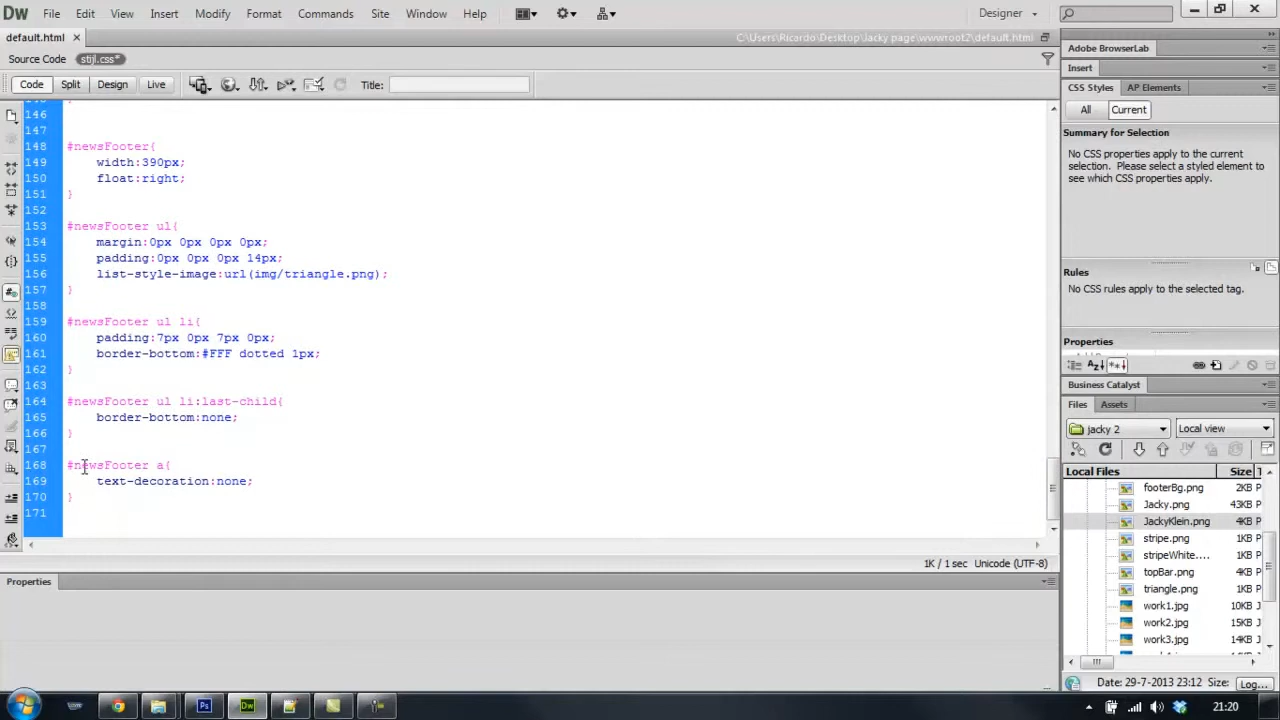 DW File Edit View Insert Modify Format Commands Site Window Help Designer
default.html C:\Users\Ricardo\Desktop\Jacky page\wwwroot2\default.html
Source Code stijl.css*
Code Split Design Live Title:
146
147
148 #newsFooter{
149 width:390px;
150 float:right;
151 }
152
153 #newsFooter ul{
154 margin:0px 0px 0px 0px;
155 padding:0px 0px 0px 14px;
156 list-style-image:url(img/triangle.png);
157 }
158
159 #newsFooter ul li{
160 padding:7px 0px 7px 0px;
161 border-bottom:#FFF dotted 1px;
162 }
163
164 #newsFooter ul li:last-child{
165 border-bottom:none;
166 }
167
168 #newsFooter a{
169 text-decoration:none;
170 }
171
1K / 1 sec Unicode (UTF-8)
Properties
Adobe BrowserLab
Insert
CSS Styles AP Elements
All Current
Summary for Selection
No CSS properties apply to the current
selection. Please select a styled element to
see which CSS properties apply.
Rules
No CSS rules apply to the selected tag.
Properties
Business Catalyst
Files Assets
jacky 2 Local view
Local Files Size
footerBg.png 2KB P
Jacky.png 43KB P
JackyKlein.png 4KB P
stripe.png 1KB P
stripeWhite.... 1KB P
topBar.png 4KB P
triangle.png 1KB P
work1.jpg 10KB J
work2.jpg 15KB J
work3.jpg 14KB J
Date: 29-7-2013 23:12 Size: Log...
Ps Dw 21:20